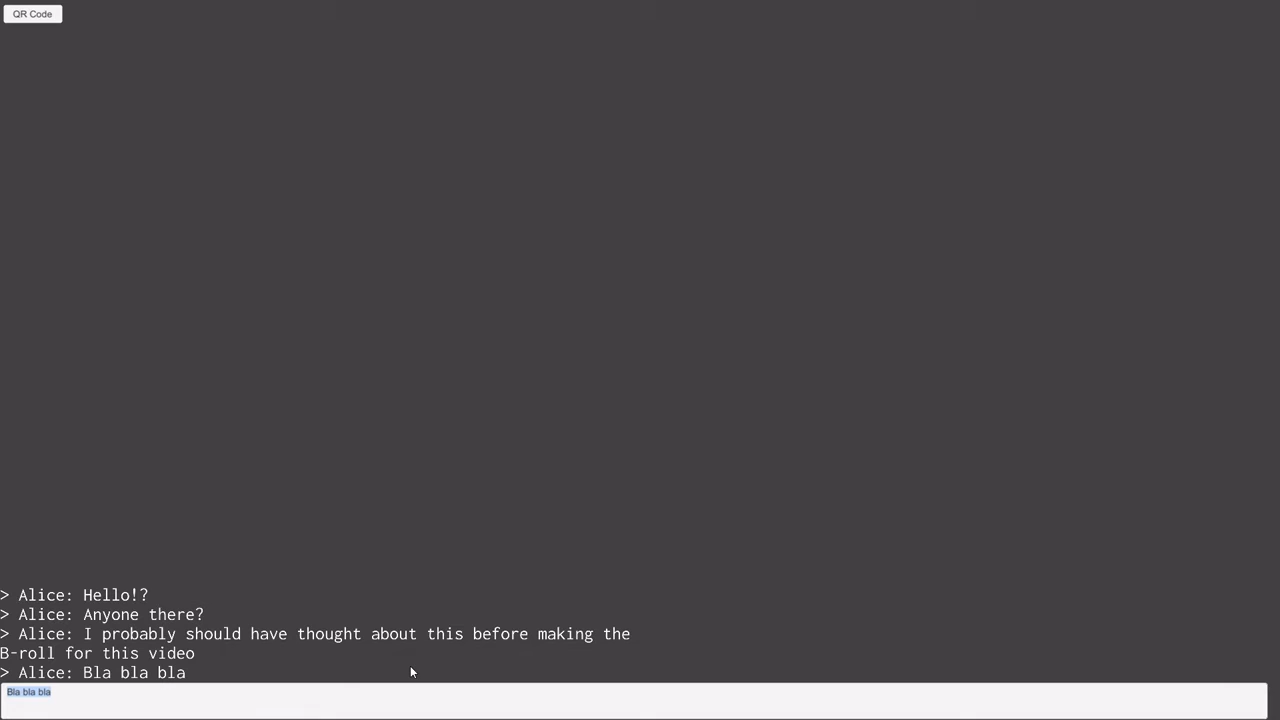 QR Code
> Alice: Hello!?
> Alice: Anyone there?
> Alice: I probably should have thought about this before making the
B-roll for this video
> Alice: Bla bla bla
Bla bla bla